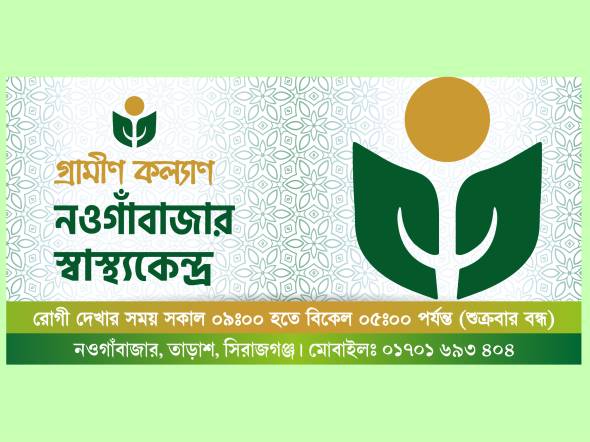 গ্রামীণ কল্যাণ
নওগাঁবাজার
স্বাস্থ্যকেন্দ্র
রোগী দেখার সময় সকাল ০৯ঃ০০ হতে বিকেল ০৫ঃ০০ পর্যন্ত (শুক্রবার বন্ধ)
নওগাঁবাজার, তাড়াশ, সিরাজগঞ্জ। মোবাইলঃ ০১৭০১ ৬৯৩ ৪০৪